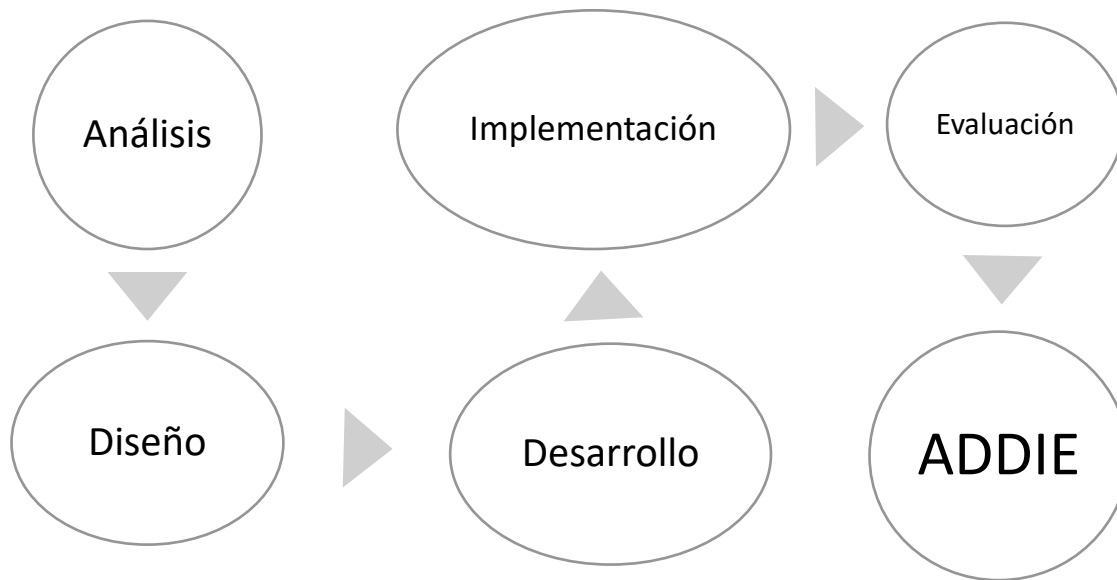 Análisis
Diseño
Desarrollo
Implementación
Evaluación
ADDIE